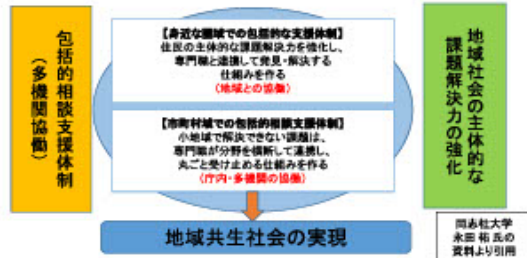 包括的相談支援体制
(多機関協働)
【身近な圏域での包括的な支援体制】
住民の主体的な課題解決力を強化し、
専門職と連携して発見・解決する
仕組みを作る
(地域との協働)
【市町村域での包括的相談支援体制】
小地域で解決できない課題は、
専門職が分野を横断して連携し、
丸ごと受け止める仕組みを作る
(庁内・多機関の協働)
地域社会の主体的な
課題解決力の強化
地域共生社会の実現
同志社大学
永田 祐 氏の
資料より引用